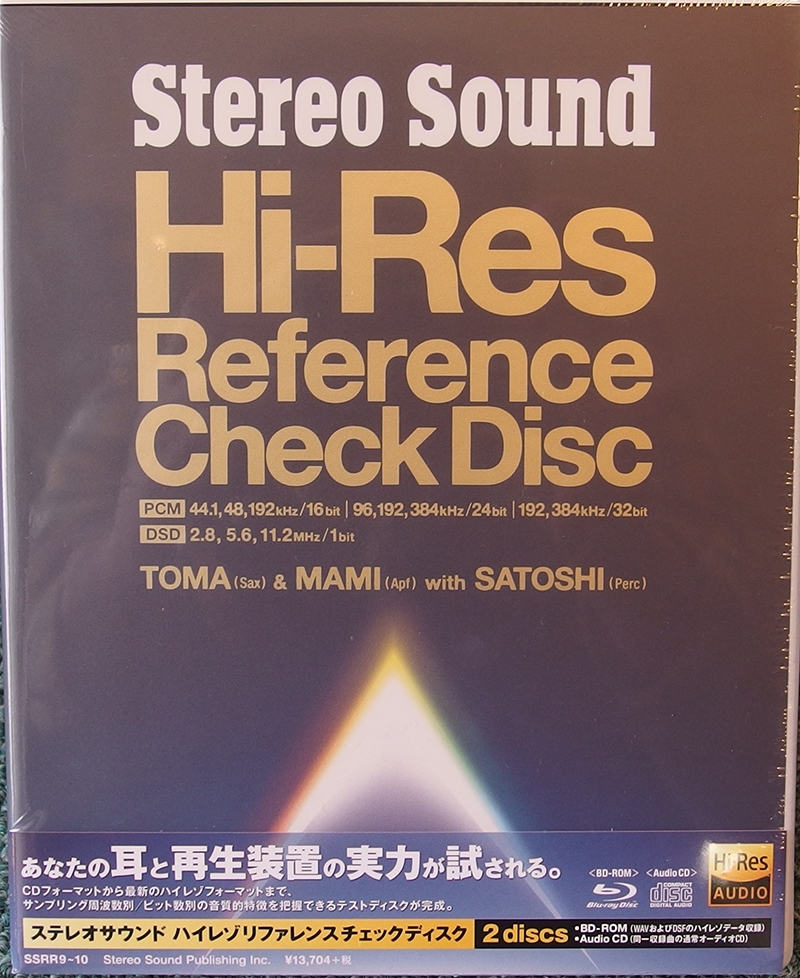 Stereo Sound
Hi-Res
Reference
Check Disc
PCM 44.1, 48, 192kHz/16bit | 96, 192, 384kHz/24bit | 192, 384kHz/32bit
DSD 2.8, 5.6, 11.2MHz/1bit
TOMA (Sax) & MAMI (Apf) with SATOSHI (Perc)
あなたの耳と再生装置の実力が試される。
CDフォーマットから最新のハイレゾフォーマットまで、
サンプリング周波数別/ビット数別の音質的特徴を把握できるテストディスクが完成。
<BD-ROM> <Audio CD>
Blu-ray Disc
COMPACT
disc
DIGITAL AUDIO
Hi-Res
AUDIO
ステレオサウンド ハイレゾリファレンスチェックディスク
2 discs
•BD-ROM (WAVおよびDSFのハイレゾデータ収録)
•Audio CD (同一収録曲の通常オーディオCD)
SSRR9~10 Stereo Sound Publishing Inc. ¥13,704+税